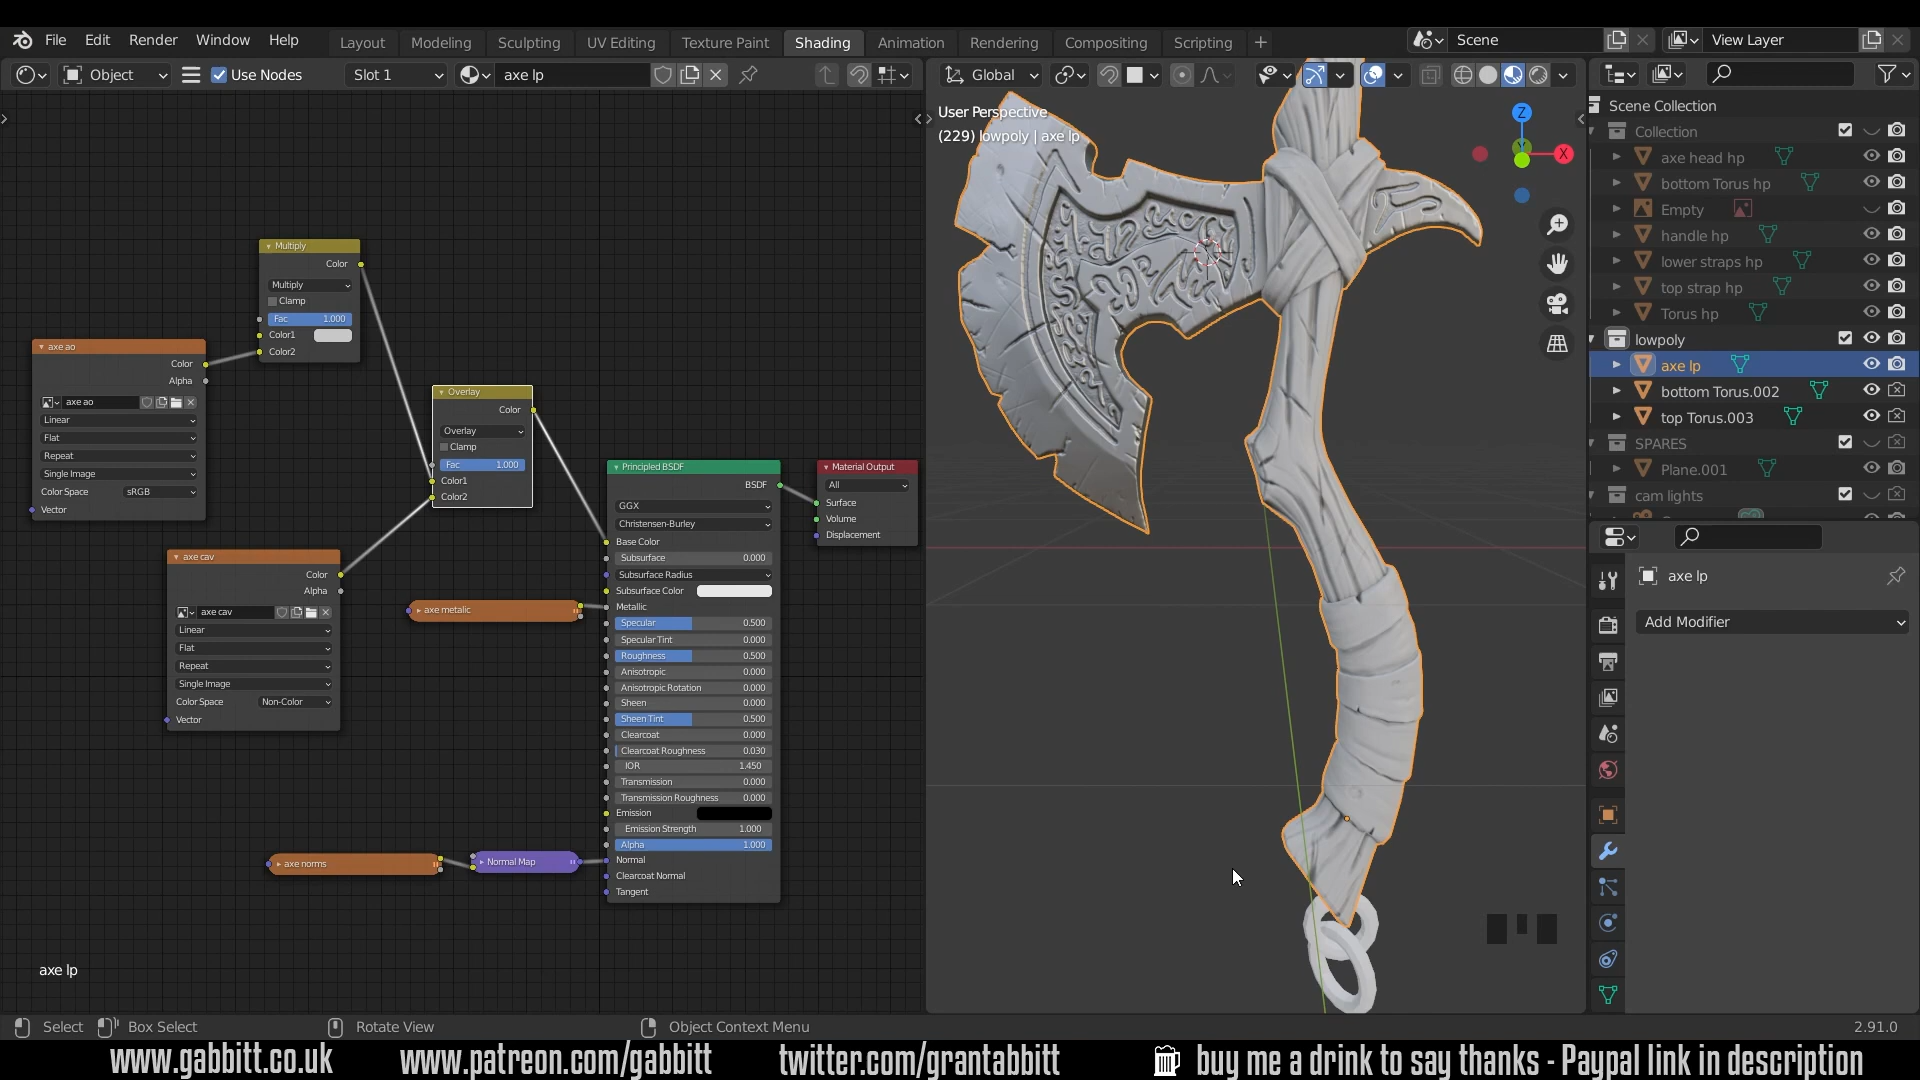 File Edit Render Window Help Layout Modeling Sculpting UV Editing Texture Paint Shading Animation Rendering Compositing Scripting + Scene View Layer
Object Use Nodes Slot 1 axe lp Global
User Perspective
(229) lowpoly | axe lp
Z
X
Scene Collection
Collection
axe head hp
bottom Torus hp
Empty
handle hp
lower straps hp
top strap hp
Torus hp
lowpoly
axe lp
bottom Torus.002
top Torus.003
SPARES
Plane.001
cam lights
axe lp
Add Modifier
Multiply
Color
Multiply
Clamp
Fac 1.000
Color1
Color2
axe ao
Color
Alpha
axe ao
Linear
Flat
Repeat
Single Image
Color Space sRGB
Vector
Overlay
Color
Overlay
Clamp
Fac 1.000
Color1
Color2
axe cav
Color
Alpha
axe cav
Linear
Flat
Repeat
Single Image
Color Space Non-Color
Vector
axe metalic
axe norms
Normal Map
Principled BSDF
BSDF
GGX
Christensen-Burley
Base Color
Subsurface 0.000
Subsurface Radius
Subsurface Color
Metallic
Specular 0.500
Specular Tint 0.000
Roughness 0.500
Anisotropic 0.000
Anisotropic Rotation 0.000
Sheen 0.000
Sheen Tint 0.500
Clearcoat 0.000
Clearcoat Roughness 0.030
IOR 1.450
Transmission 0.000
Transmission Roughness 0.000
Emission
Emission Strength 1.000
Alpha 1.000
Normal
Clearcoat Normal
Tangent
Material Output
All
Surface
Volume
Displacement
axe lp
Select Box Select Rotate View Object Context Menu 2.91.0
www.gabbitt.co.uk www.patreon.com/gabbitt twitter.com/grantabbitt buy me a drink to say thanks - Paypal link in description